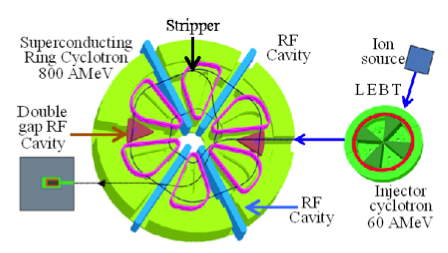 Stripper
Superconducting
Ring Cyclotron
800 AMeV
RF
Cavity
Ion
source
LEBT
Double
gap RF
Cavity
Injector
cyclotron
60 AMeV
RF
Cavity